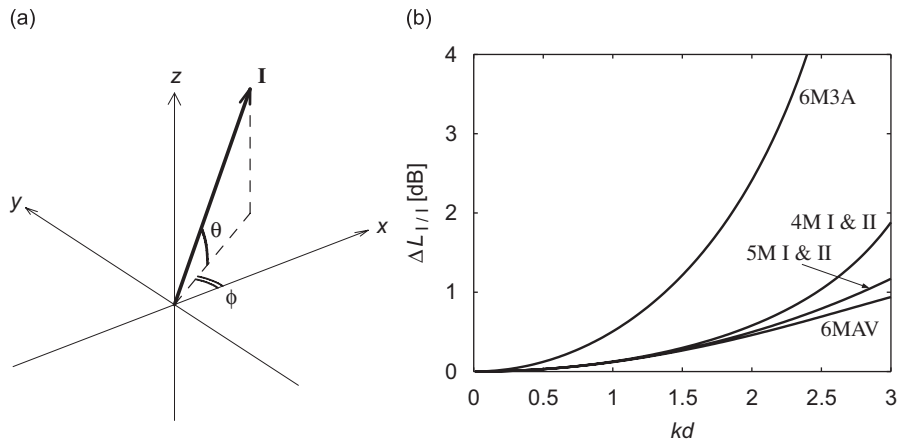 (a)
z
I
y
x
θ
ϕ
(b)
ΔL I / I [dB]
4
3
2
1
0
6M3A
4M I & II
5M I & II
6MAV
0 0.5 1 1.5 2 2.5 3
kd